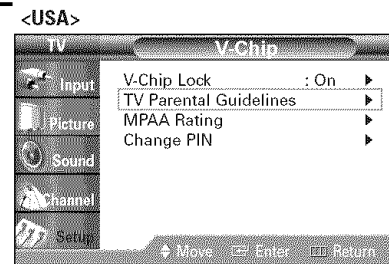 <USA>
TV
V-Chip
Input
Picture
Sound
Channel
Setup
V-Chip Lock : On ►
TV Parental Guidelines ►
MPAA Rating ►
Change PIN ►
Move Enter Return